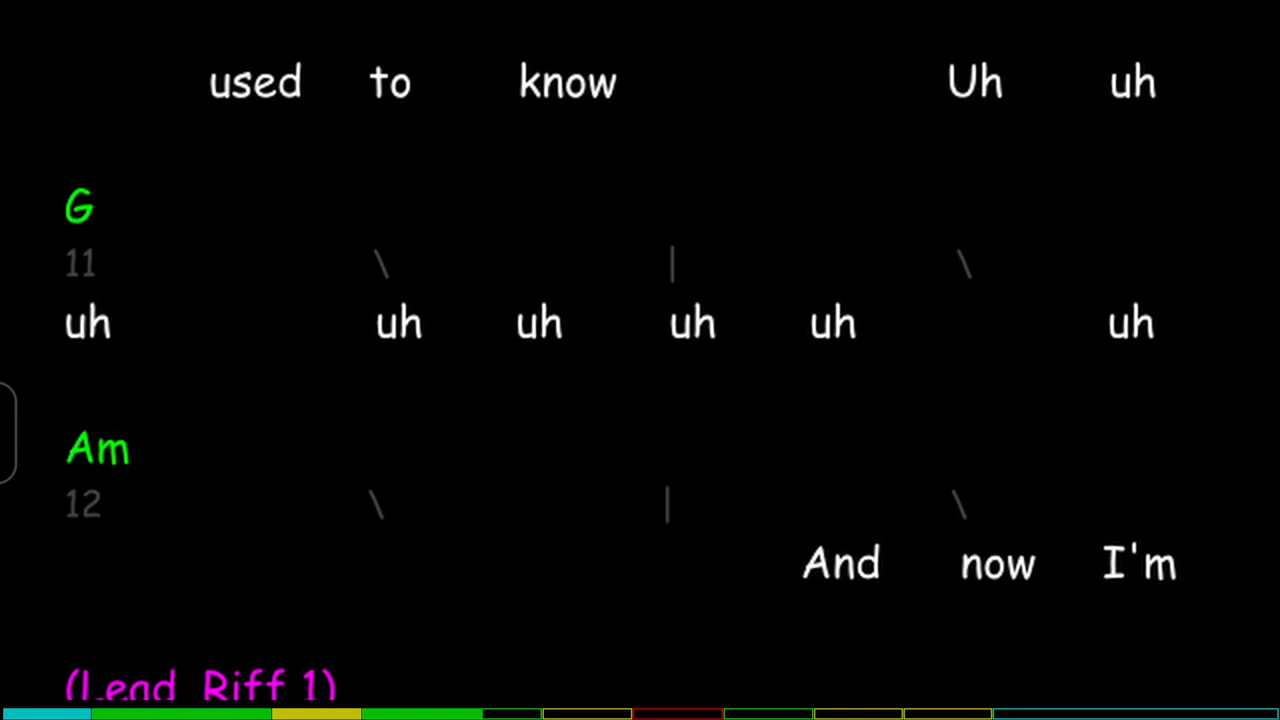 used to know Uh uh
G
11 \ | \
uh uh uh uh uh uh
Am
12 \ | \
And now I'm
(Lead Riff 1)